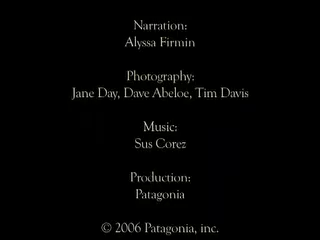 Narration:
Alyssa Firmin
Photography:
Jane Day, Dave Abeloe, Tim Davis
Music:
Sus Corez
Production:
Patagonia
© 2006 Patagonia, inc.